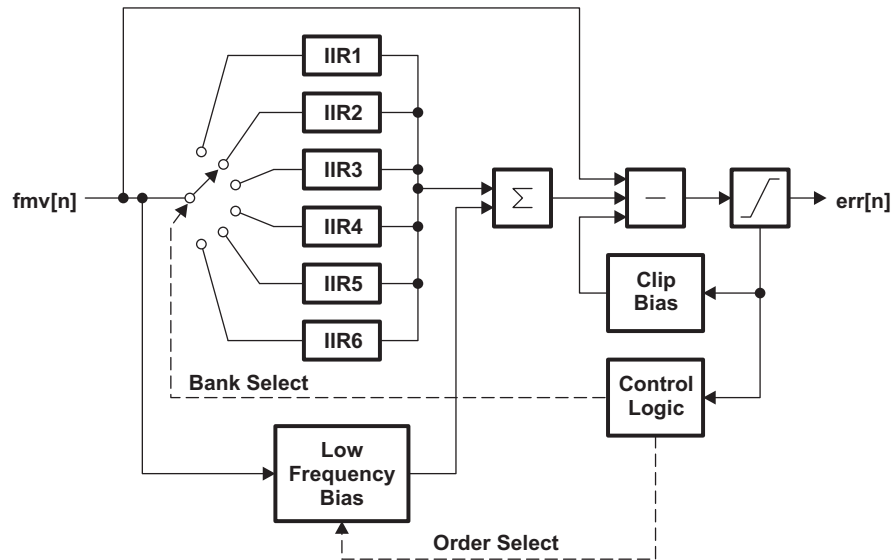 IIR1
IIR2
IIR3
fmv[n]
Σ
—
err[n]
IIR4
IIR5
Clip
Bias
IIR6
Bank Select
Control
Logic
Low
Frequency
Bias
Order Select